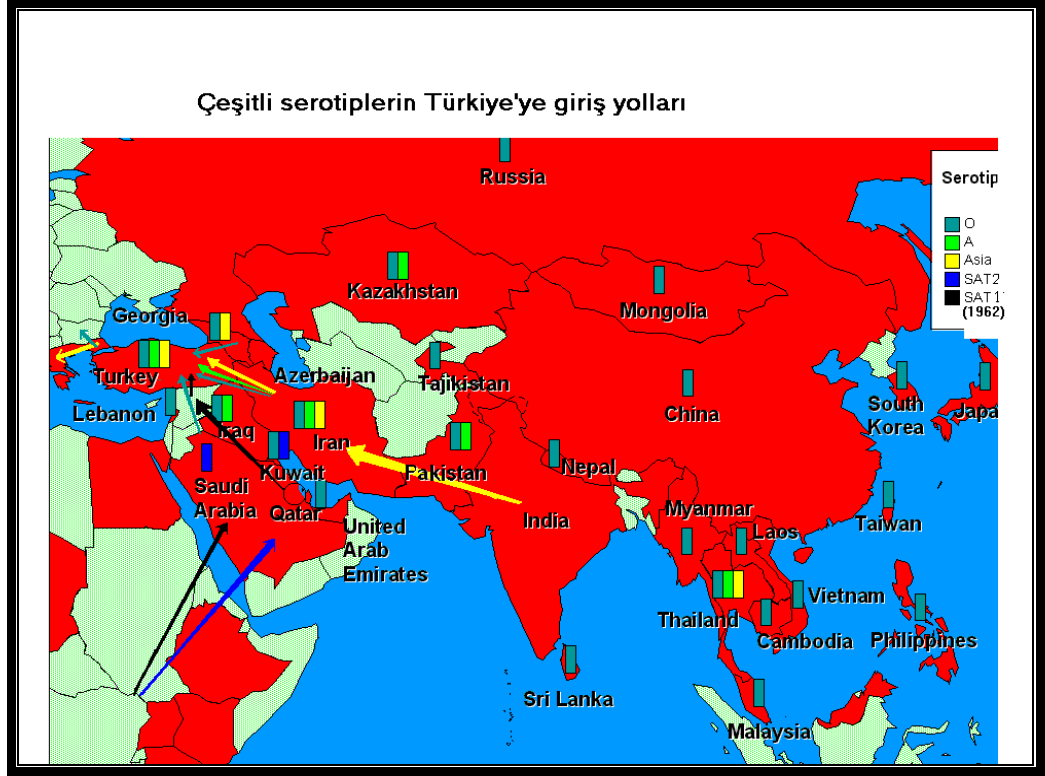 Çeşitli serotiplerin Türkiye'ye giriş yolları
Russia
Serotip
O
A
Asia
SAT2
SAT1
(1962)
Kazakhstan
Mongolia
Georgia
Turkey
Azerbaijan
Tajikistan
Lebanon
China
South
Korea
Japa
Iraq
Iran
Kuwait
Pakistan
Nepal
Saudi
Arabia
Qatar
India
Myanmar
Laos
Taiwan
United
Arab
Emirates
Vietnam
Thailand
Cambodia
Philippines
Sri Lanka
Malaysia